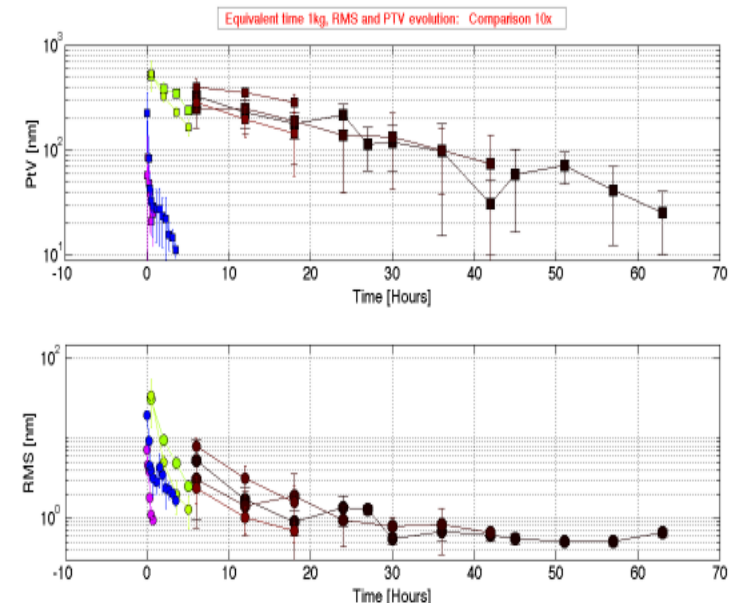 Equivalent time 1kg, RMS and PTV evolution: Comparison 10x
10³
10²
10¹
PtV [nm]
-10 0 10 20 30 40 50 60 70
Time [Hours]
10²
10⁰
RMS [nm]
-10 0 10 20 30 40 50 60 70
Time [Hours]